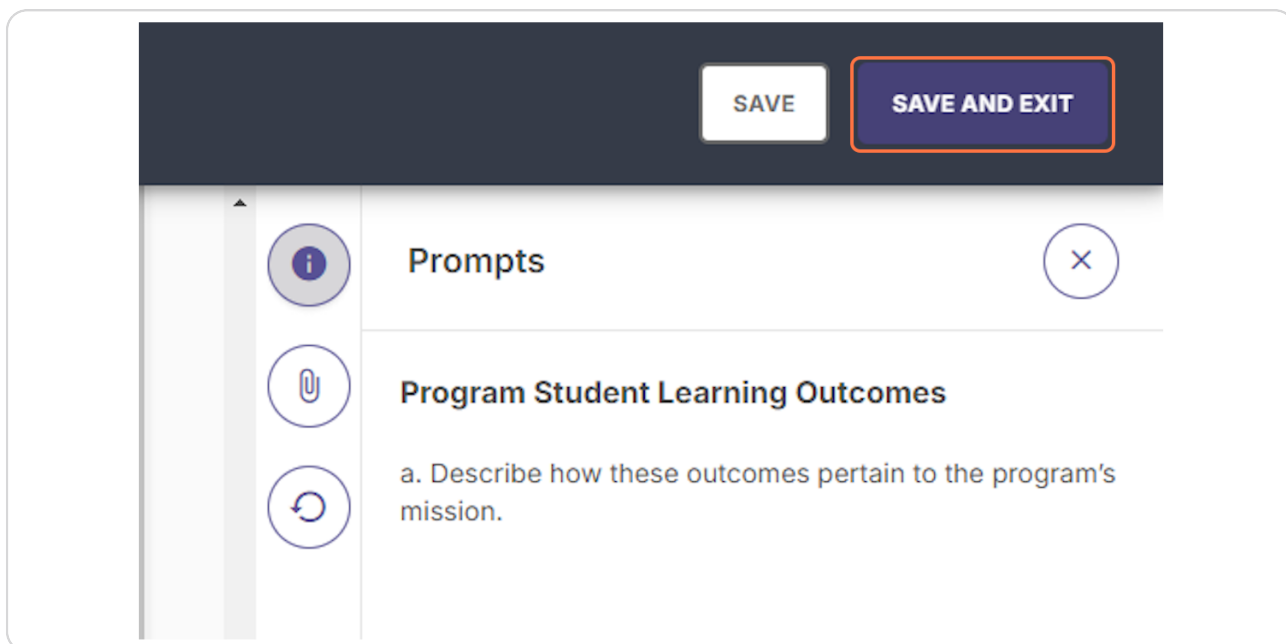 SAVE
SAVE AND EXIT
Prompts
Program Student Learning Outcomes
a. Describe how these outcomes pertain to the program's
mission.